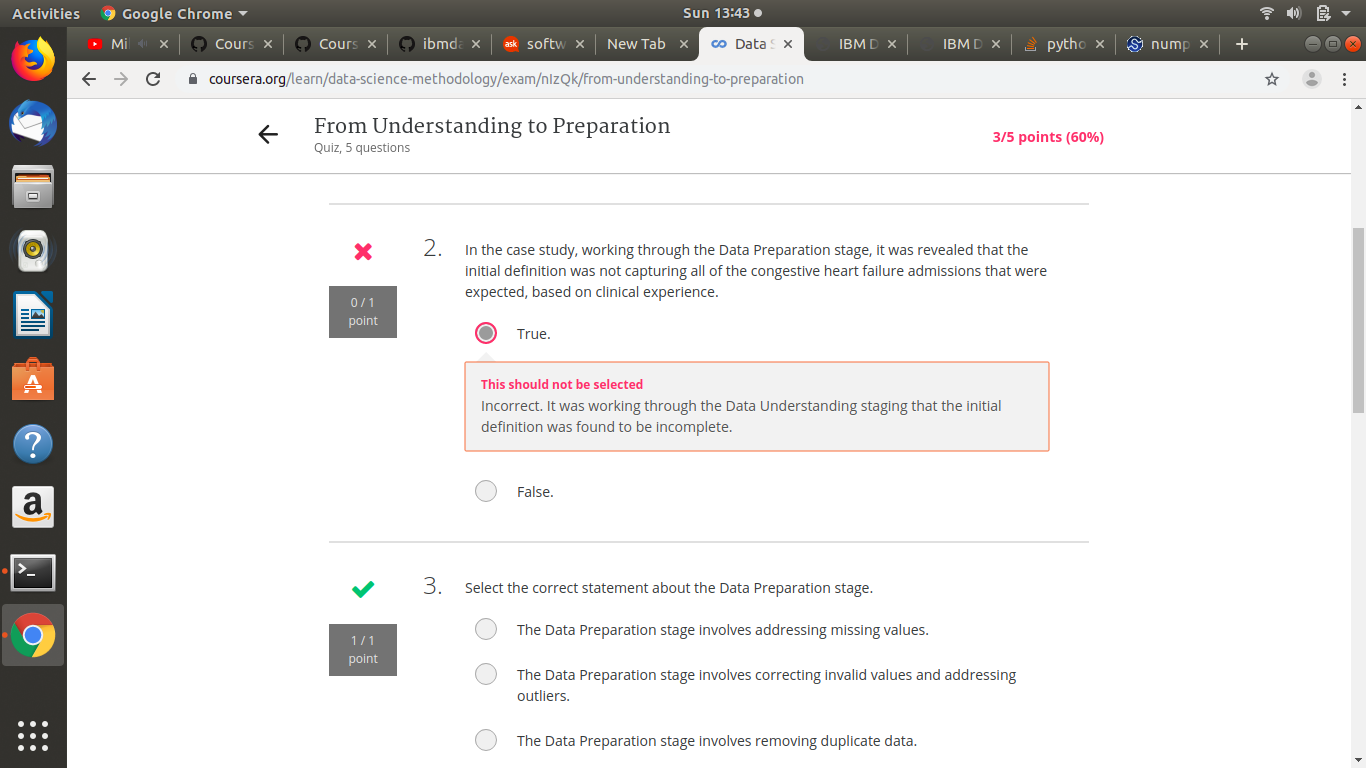 Activities
Google Chrome
Sun 13:43
Mi
Cours
Cours
ibmda
ask
softw
New Tab
Data S
IBM D
IBM D
pytho
nump
coursera.org/learn/data-science-methodology/exam/nIzQk/from-understanding-to-preparation
From Understanding to Preparation
Quiz, 5 questions
3/5 points (60%)
2.
In the case study, working through the Data Preparation stage, it was revealed that the
initial definition was not capturing all of the congestive heart failure admissions that were
expected, based on clinical experience.
0 / 1
point
True.
This should not be selected
Incorrect. It was working through the Data Understanding staging that the initial
definition was found to be incomplete.
False.
3.
Select the correct statement about the Data Preparation stage.
1 / 1
point
The Data Preparation stage involves addressing missing values.
The Data Preparation stage involves correcting invalid values and addressing
outliers.
The Data Preparation stage involves removing duplicate data.